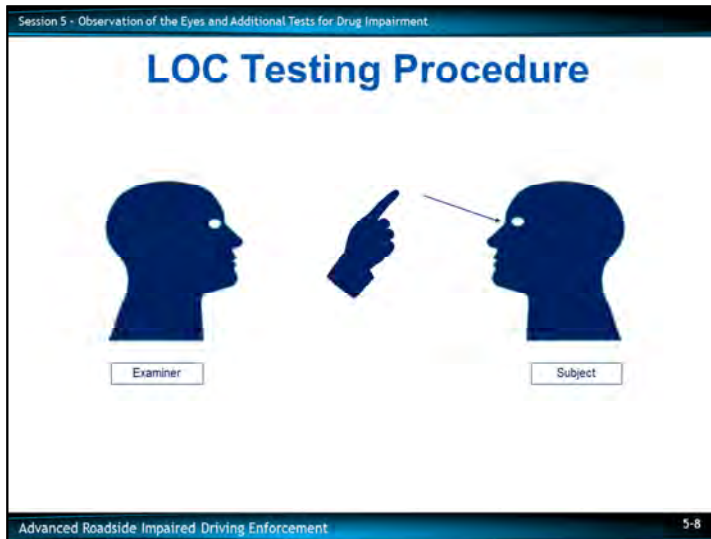 Session 5 - Observation of the Eyes and Additional Tests for Drug Impairment
LOC Testing Procedure
Examiner
Subject
Advanced Roadside Impaired Driving Enforcement
5-8